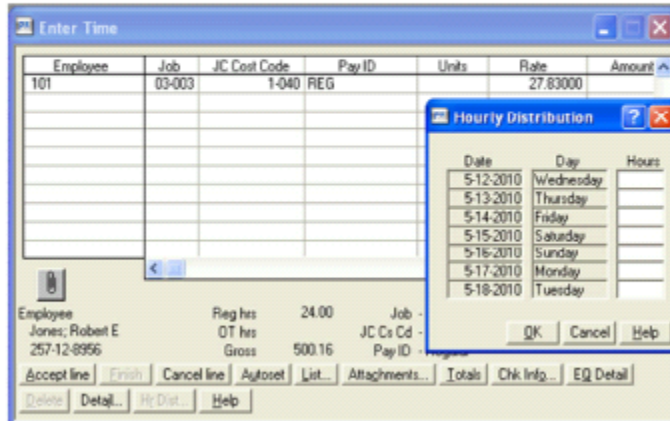 Enter Time
Employee Job JC Cost Code Pay ID Units Rate Amount
101 03-003 1-040 REG 27.83000
Hourly Distribution
Date Day Hours
5-12-2010 Wednesday
5-13-2010 Thursday
5-14-2010 Friday
5-15-2010 Saturday
5-16-2010 Sunday
5-17-2010 Monday
5-18-2010 Tuesday
OK Cancel Help
Employee Reg hrs 24.00 Job -
Jones; Robert E OT hrs JC Cs Cd -
257-12-8956 Gross 500.16 Pay ID - Regular
Accept line Finish Cancel line Autoset List... Attachments... Totals Chk Info... EQ Detail
Delete Detail... Hr Dist... Help